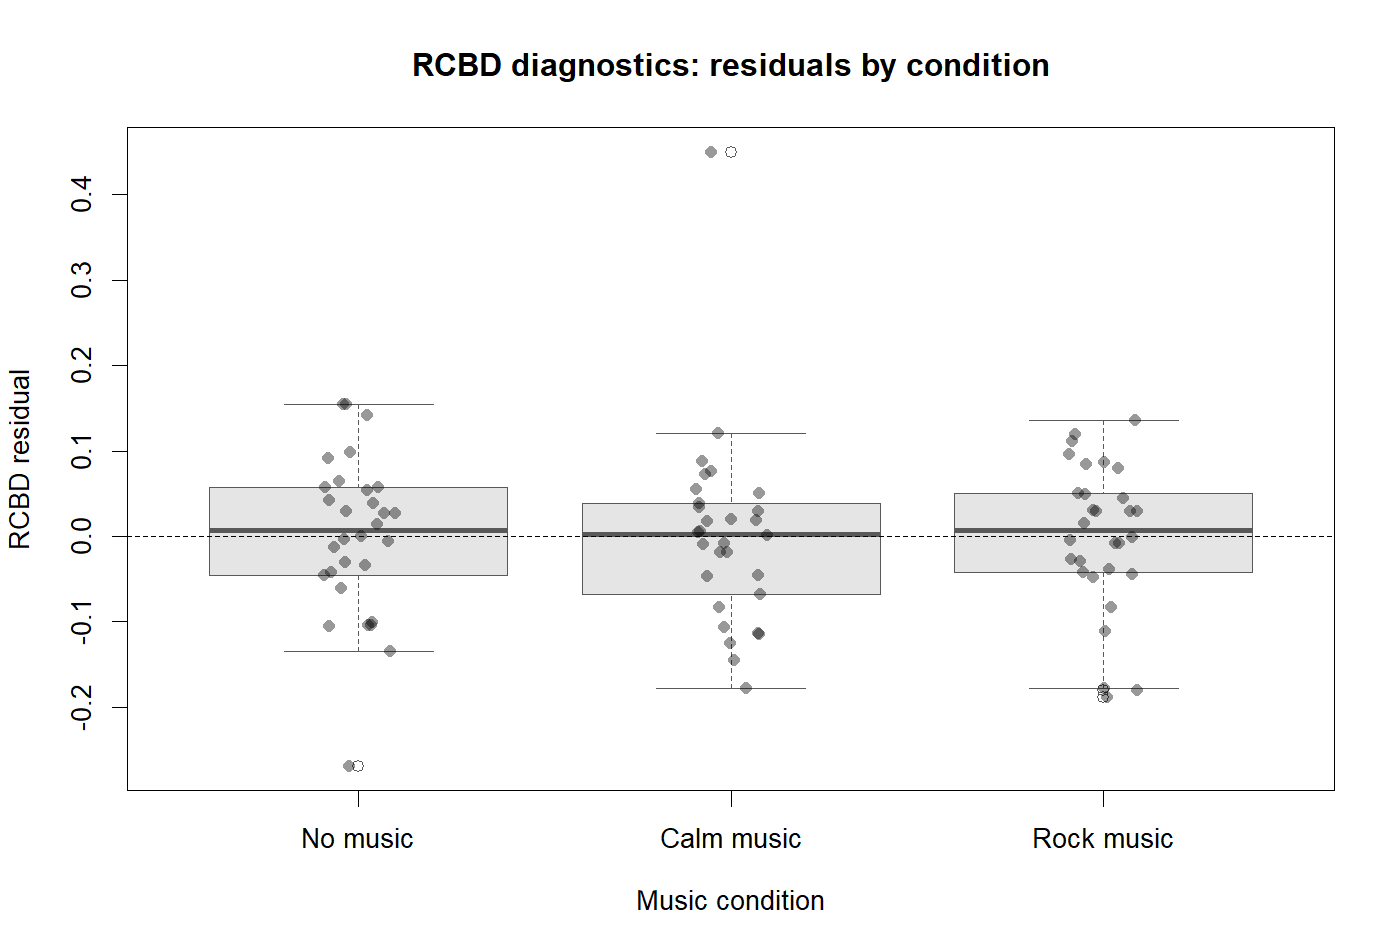 RCBD diagnostics: residuals by condition
RCBD residual
0.4
0.3
0.2
0.1
0.0
-0.1
-0.2
No music
Calm music
Rock music
Music condition